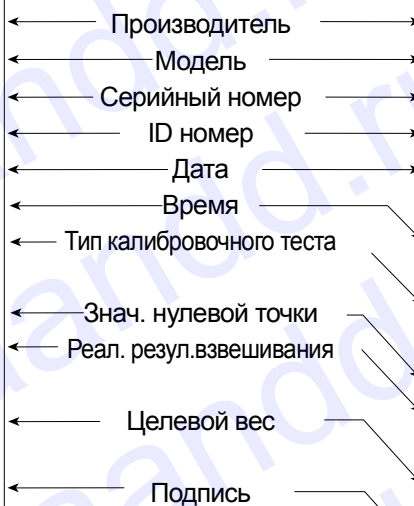 Производитель
Модель
Серийный номер
ID номер
Дата
Время
Тип калибровочного теста
Знач. нулевой точки
Реал. резул.взвешивания
Целевой вес
Подпись